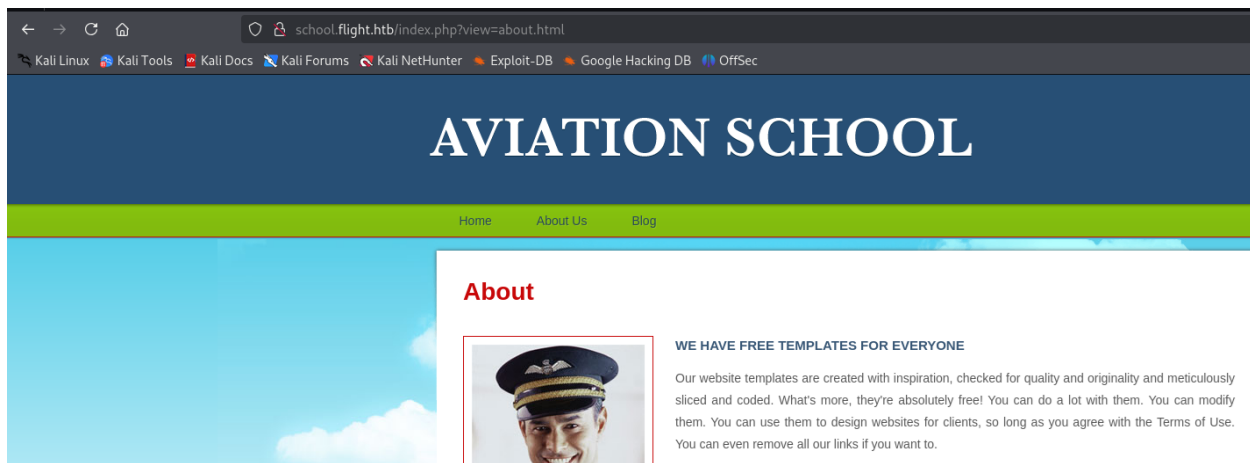 school.flight.htb/index.php?view=about.html
Kali Linux Kali Tools Kali Docs Kali Forums Kali NetHunter Exploit-DB Google Hacking DB OffSec
AVIATION SCHOOL
Home About Us Blog
About
WE HAVE FREE TEMPLATES FOR EVERYONE
Our website templates are created with inspiration, checked for quality and originality and meticulously
sliced and coded. What's more, they're absolutely free! You can do a lot with them. You can modify
them. You can use them to design websites for clients, so long as you agree with the Terms of Use.
You can even remove all our links if you want to.